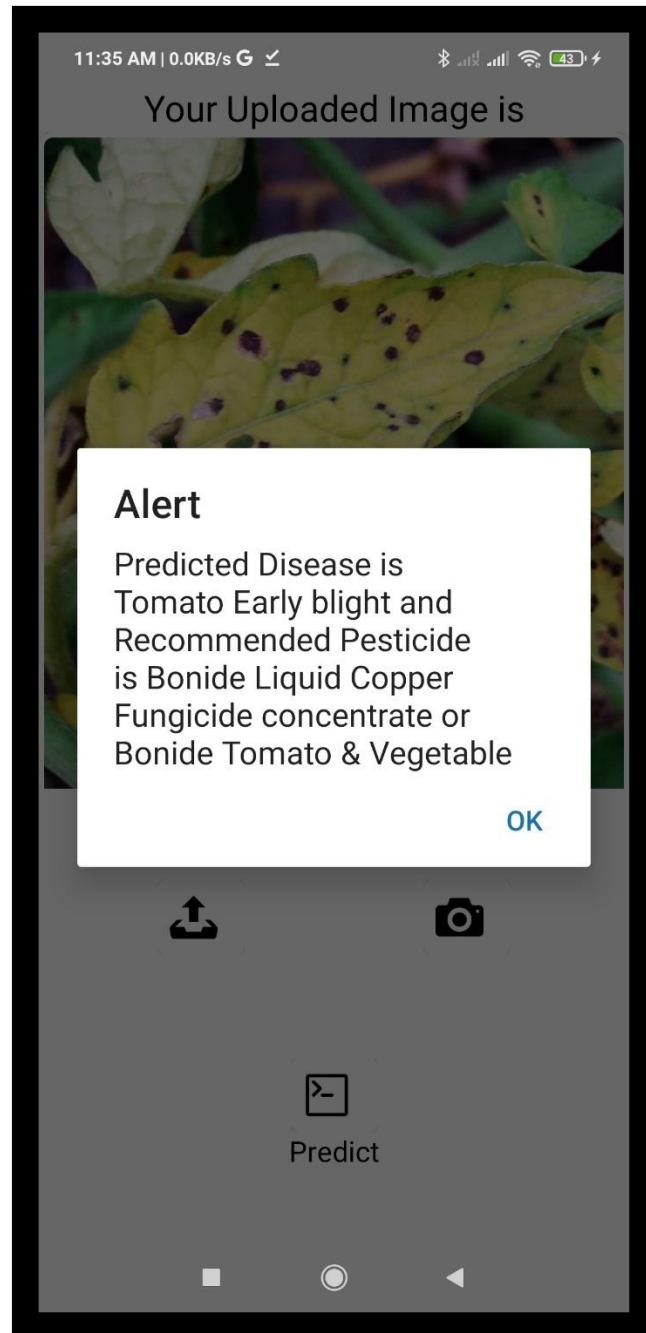 11:35 AM | 0.0KB/s G 43
Your Uploaded Image is
Alert
Predicted Disease is
Tomato Early blight and
Recommended Pesticide
is Bonide Liquid Copper
Fungicide concentrate or
Bonide Tomato & Vegetable
OK
Predict